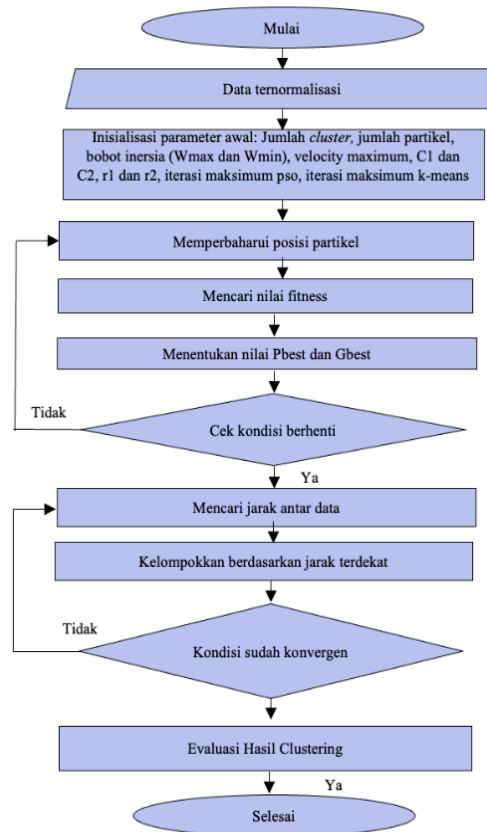 Mulai
Data ternormalisasi
Inisialisasi parameter awal: Jumlah cluster, jumlah partikel,
bobot inersia (Wmax dan Wmin), velocity maximum, C1 dan
C2, r1 dan r2, iterasi maksimum pso, iterasi maksimum k-means
Memperbaharui posisi partikel
Mencari nilai fitness
Menentukan nilai Pbest dan Gbest
Tidak
Cek kondisi berhenti
Ya
Mencari jarak antar data
Kelompokkan berdasarkan jarak terdekat
Tidak
Kondisi sudah konvergen
Evaluasi Hasil Clustering
Ya
Selesai